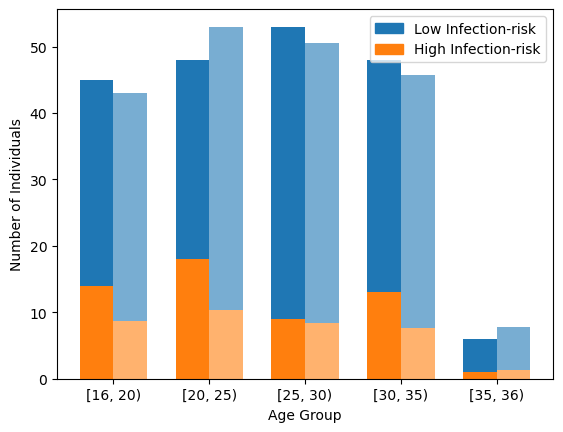 Low Infection-risk
High Infection-risk
50
40
30
20
10
0
Number of Individuals
[16, 20)
[20, 25)
[25, 30)
[30, 35)
[35, 36)
Age Group